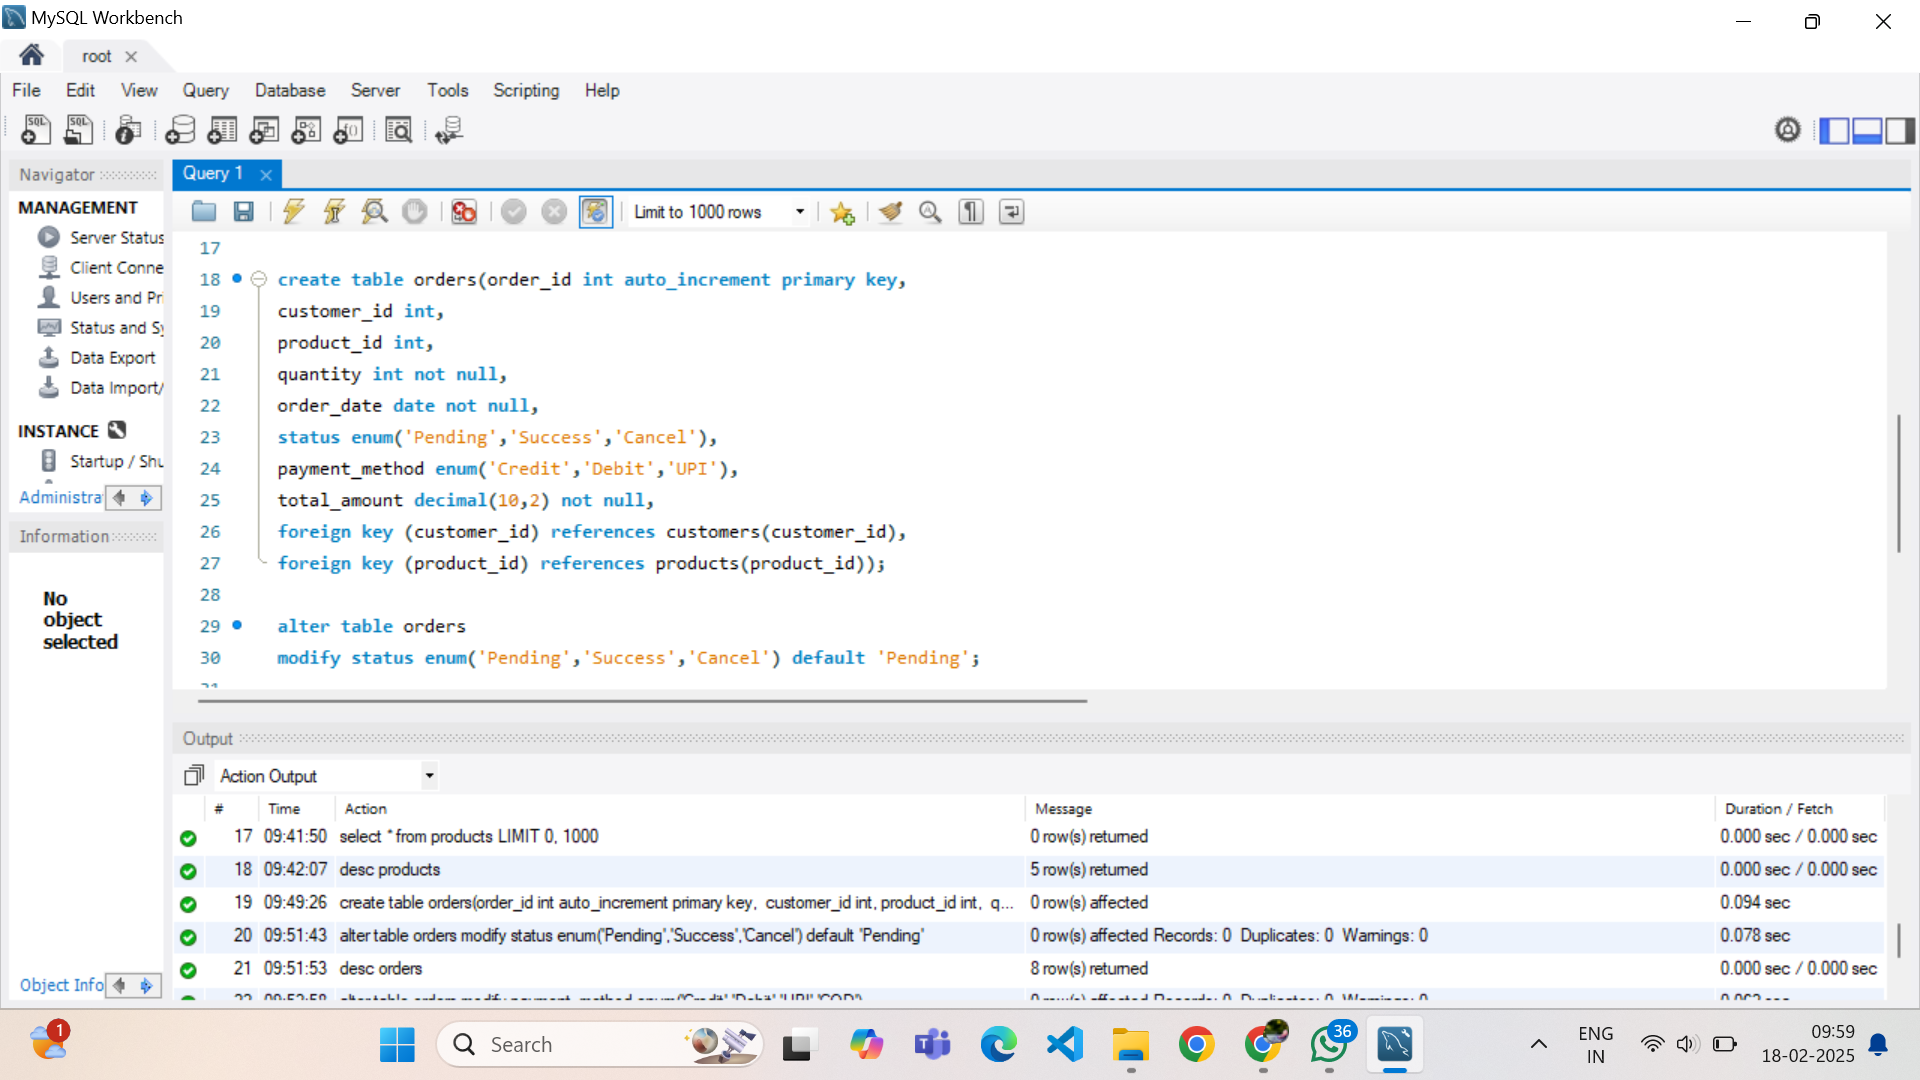 MySQL Workbench
root
File Edit View Query Database Server Tools Scripting Help
Navigator
Query 1
MANAGEMENT
Server Status
Client Conne
Users and Pri
Status and Sy
Data Export
Data Import/
INSTANCE
Startup / Shu
Administra
Information
No
object
selected
Object Info
Limit to 1000 rows
17
18 create table orders(order_id int auto_increment primary key,
19 customer_id int,
20 product_id int,
21 quantity int not null,
22 order_date date not null,
23 status enum('Pending','Success','Cancel'),
24 payment_method enum('Credit','Debit','UPI'),
25 total_amount decimal(10,2) not null,
26 foreign key (customer_id) references customers(customer_id),
27 foreign key (product_id) references products(product_id));
28
29 alter table orders
30 modify status enum('Pending','Success','Cancel') default 'Pending';
Output
Action Output
# Time Action Message Duration / Fetch
17 09:41:50 select * from products LIMIT 0, 1000 0 row(s) returned 0.000 sec / 0.000 sec
18 09:42:07 desc products 5 row(s) returned 0.000 sec / 0.000 sec
19 09:49:26 create table orders(order_id int auto_increment primary key, customer_id int, product_id int, q... 0 row(s) affected 0.094 sec
20 09:51:43 alter table orders modify status enum('Pending','Success','Cancel') default 'Pending' 0 row(s) affected Records: 0 Duplicates: 0 Warnings: 0 0.078 sec
21 09:51:53 desc orders 8 row(s) returned 0.000 sec / 0.000 sec
1
Search
36
ENG
IN
09:59
18-02-2025